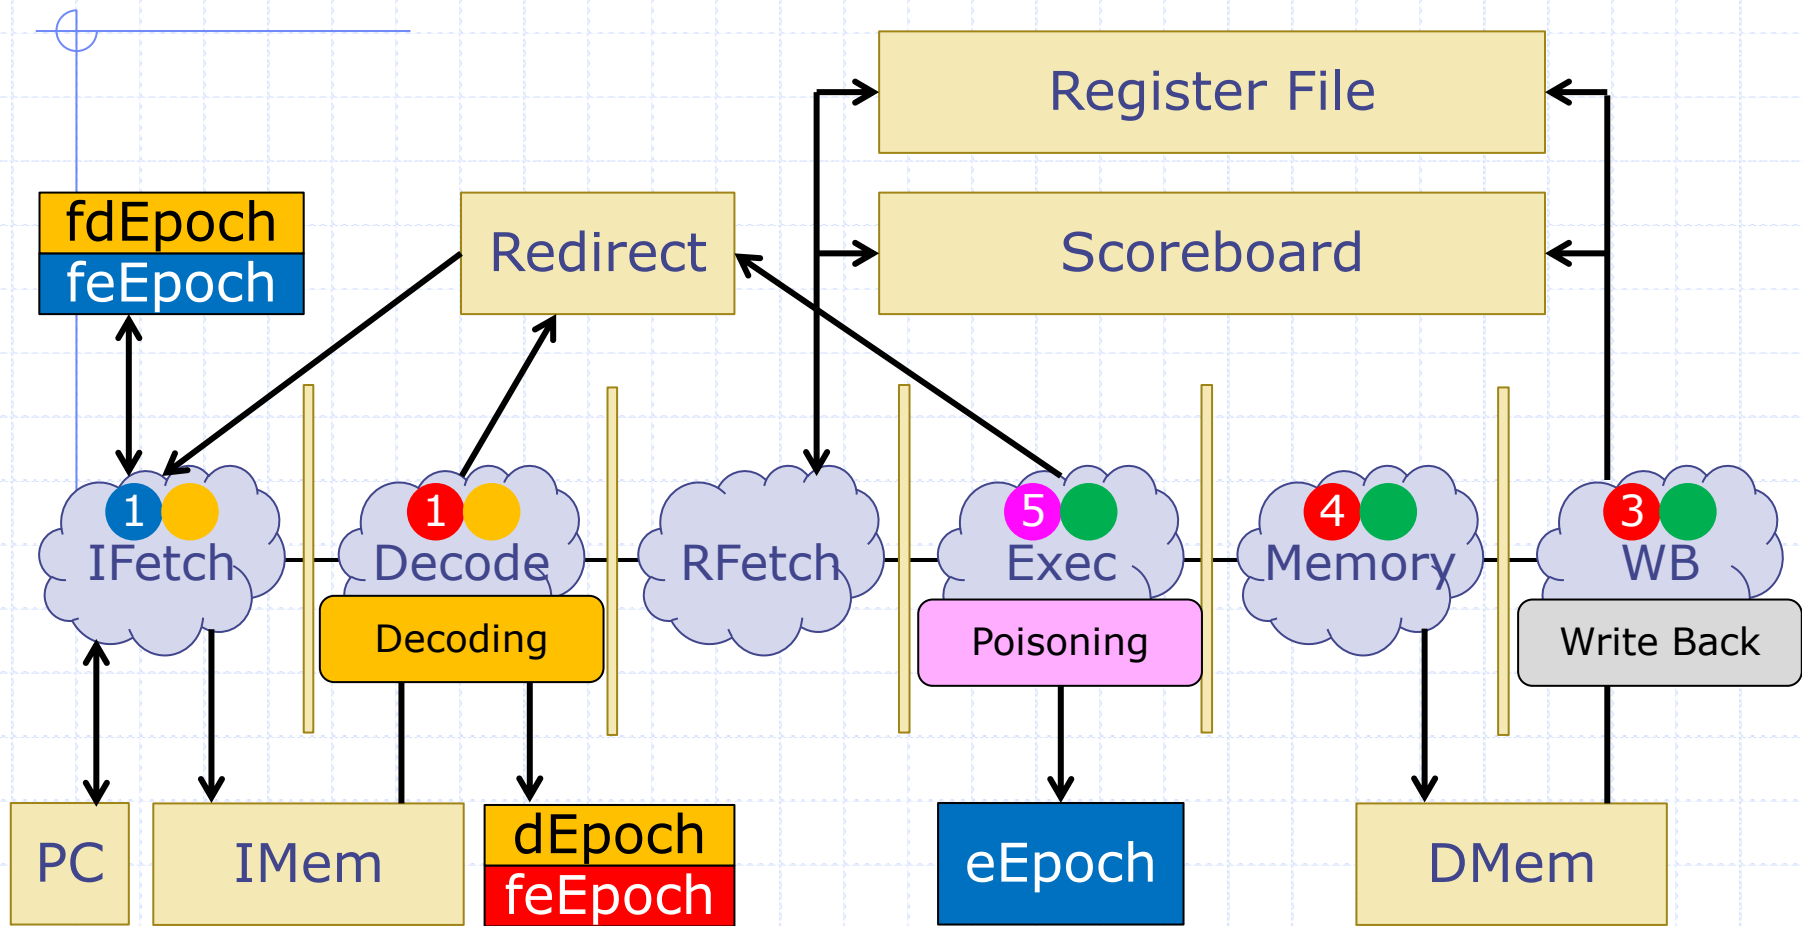 Register File
fdEpoch
feEpoch
Redirect
Scoreboard
1
1
5
4
3
IFetch
Decode
RFetch
Exec
Memory
WB
Decoding
Poisoning
Write Back
PC
IMem
dEpoch
feEpoch
eEpoch
DMem